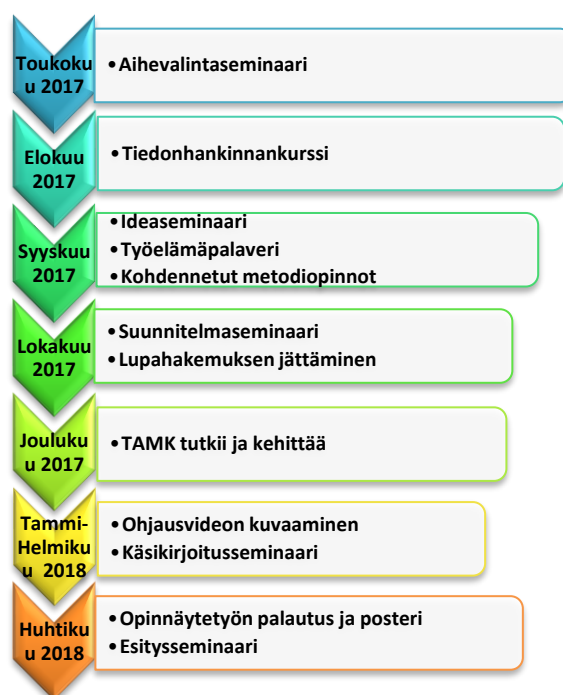 Toukoku
u 2017
• Aihevalintaseminaari
Elokuu
2017
• Tiedonhankinnankurssi
Syyskuu
2017
• Ideaseminaari
• Työelämäpalaveri
• Kohdennetut metodiopinnot
Lokakuu
2017
• Suunnitelmaseminaari
• Lupahakemuksen jättäminen
Jouluku
u 2017
• TAMK tutkii ja kehittää
Tammi-
Helmiku
u 2018
• Ohjausvideon kuvaaminen
• Käsikirjoitusseminaari
Huhtiku
u 2018
• Opinnäytetyön palautus ja posteri
• Esitysseminaari